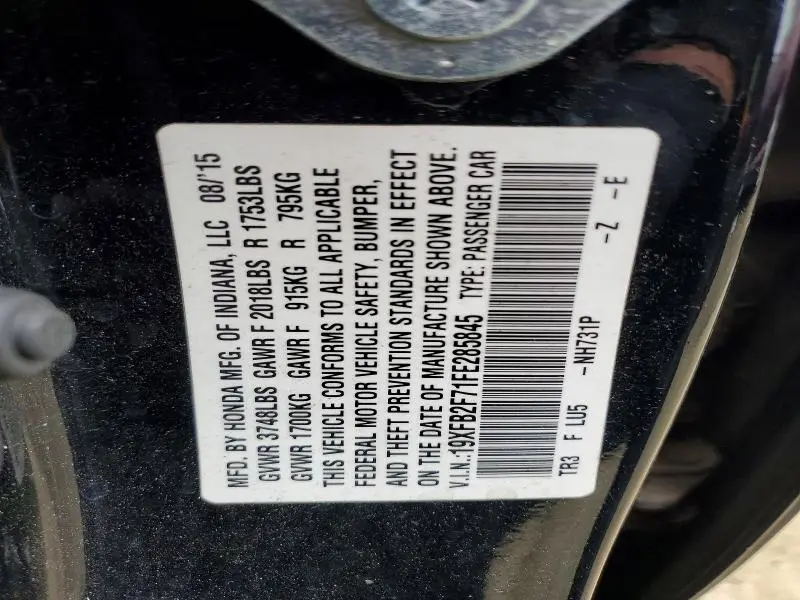 MFD. BY HONDA MFG. OF INDIANA, LLC 08/'15
GVWR 3748LBS GAWR F 2018LBS R 1753LBS
GVWR 1700KG GAWR F 915KG R 795KG
THIS VEHICLE CONFORMS TO ALL APPLICABLE
FEDERAL MOTOR VEHICLE SAFETY, BUMPER,
AND THEFT PREVENTION STANDARDS IN EFFECT
ON THE DATE OF MANUFACTURE SHOWN ABOVE.
V.I.N.:19XFB2F71FE285845 TYPE: PASSENGER CAR
TR3 F LU5 -NH731P -Z -E